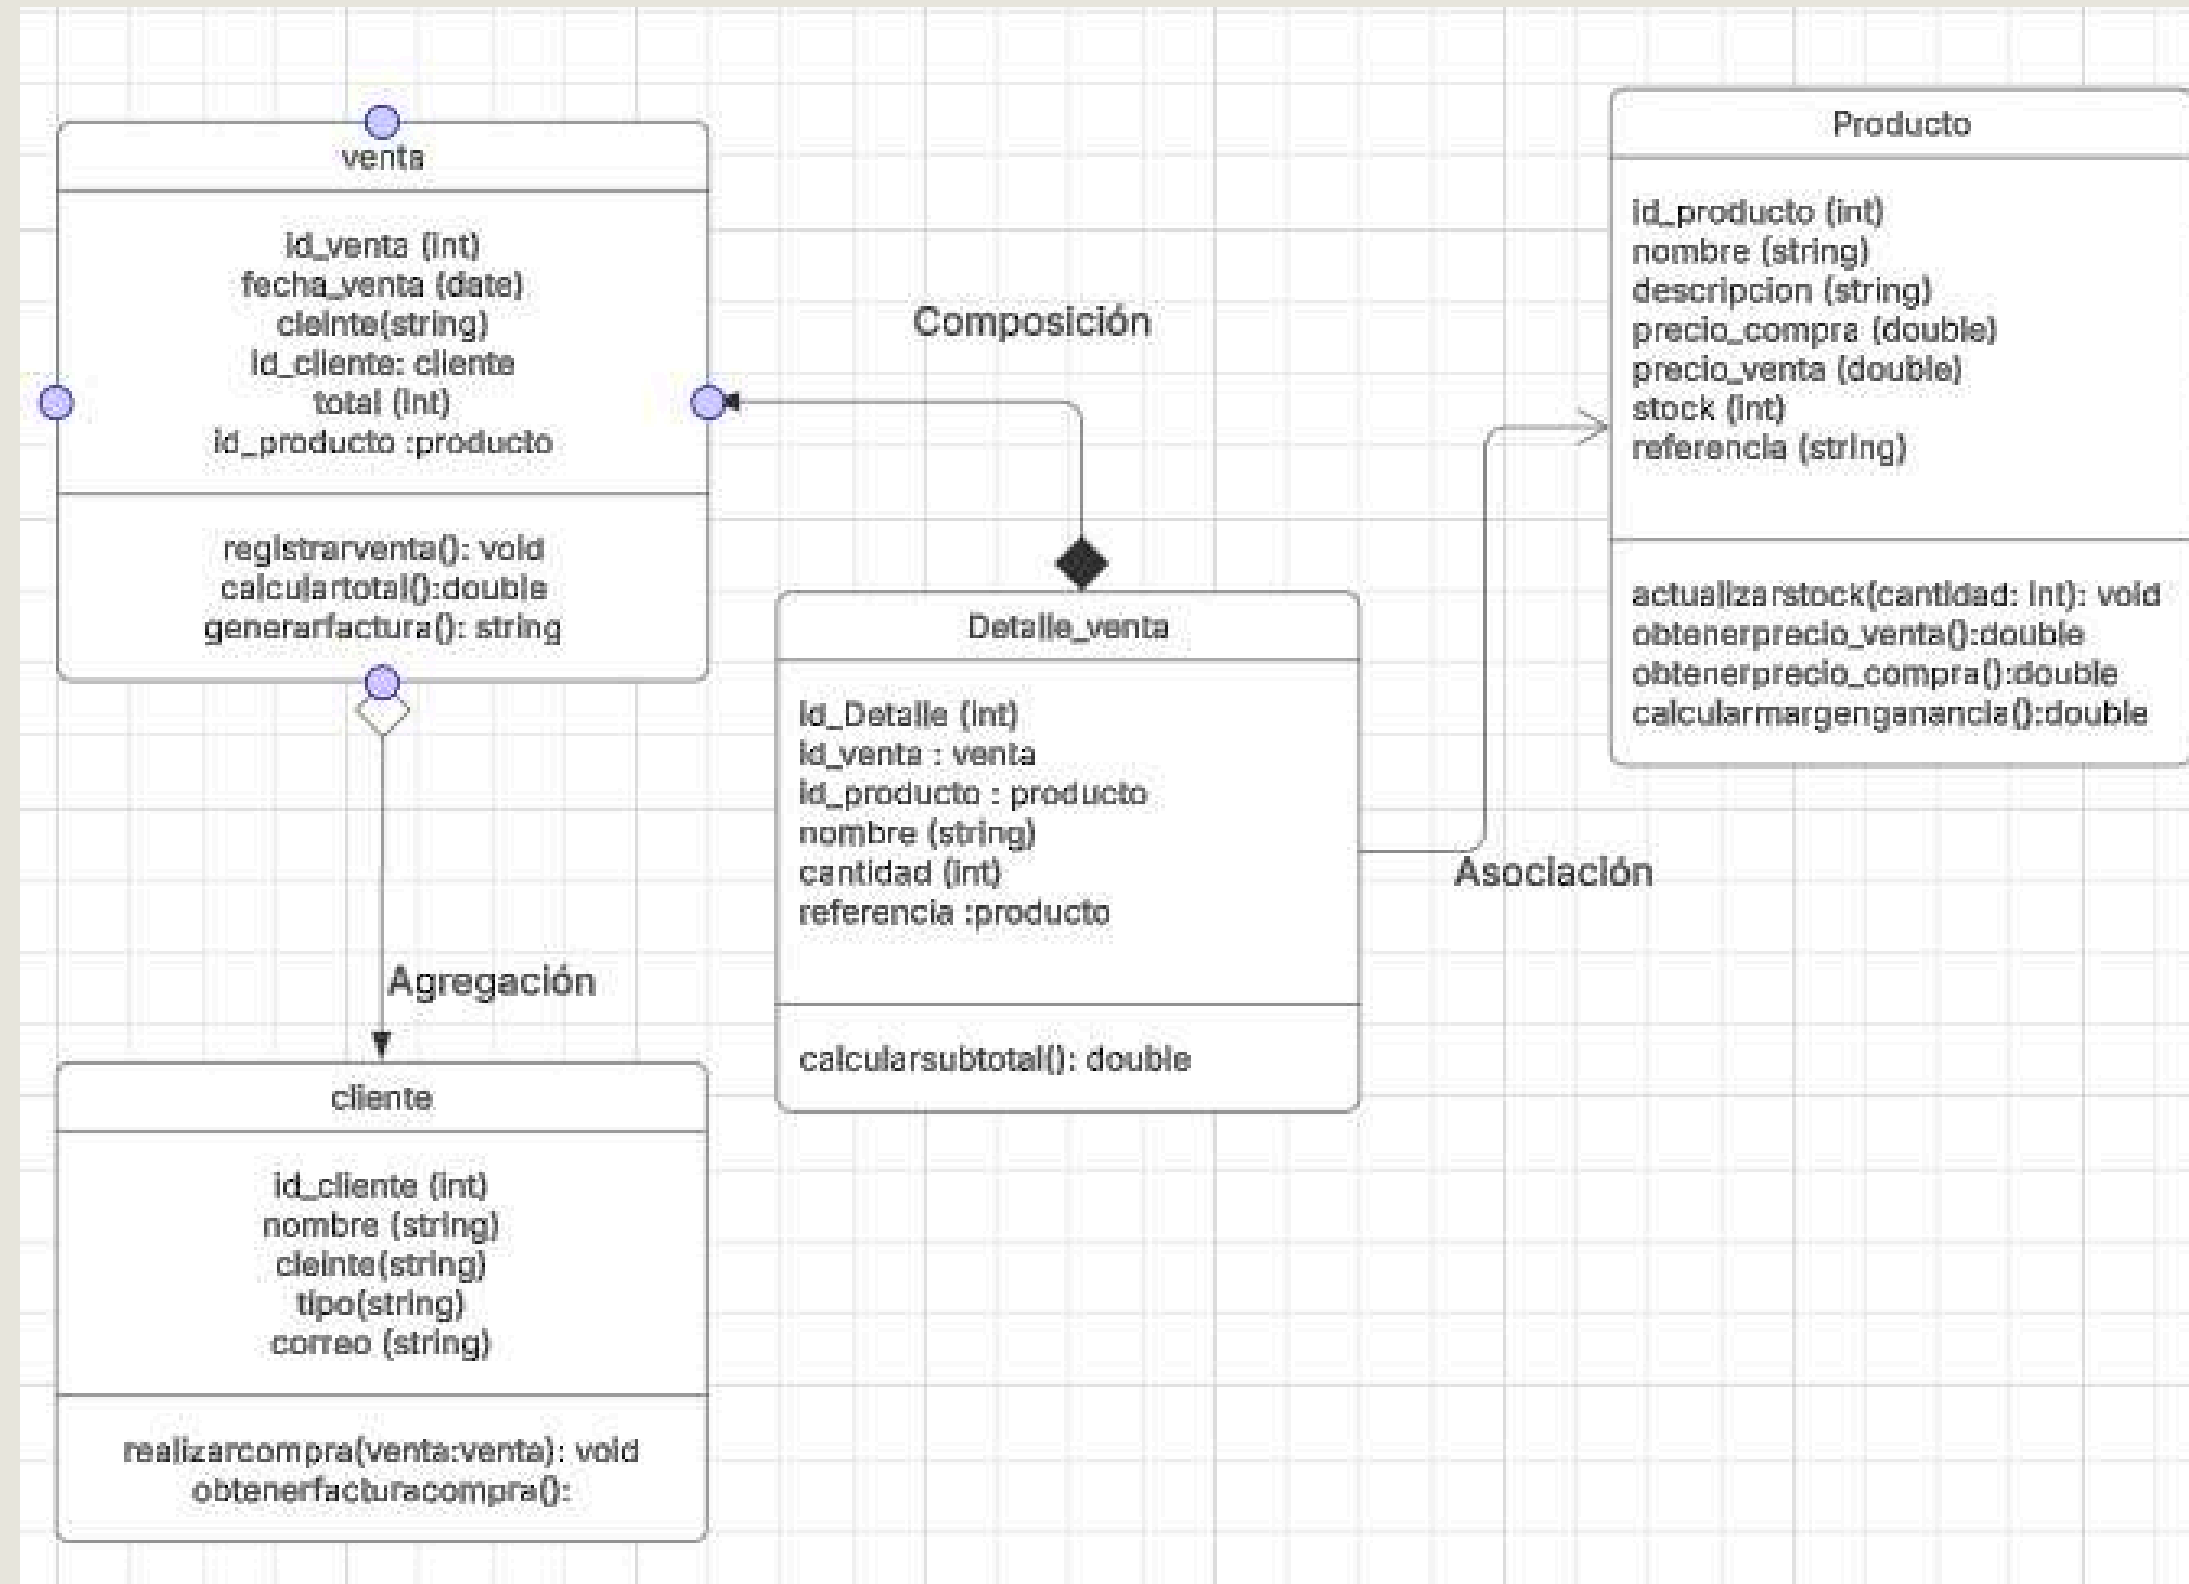 venta
id_venta (int)
fecha_venta (date)
cleinte(string)
id_cliente: cliente
total (int)
id_producto :producto
registrarventa(): void
calculartotal():double
generarfactura(): string
Composición
Agregación
cliente
id_cliente (int)
nombre (string)
cleinte(string)
tipo(string)
correo (string)
realizarcompra(venta:venta): void
obtenerfacturacompra():
Detalle_venta
id_Detalle (int)
id_venta : venta
id_producto : producto
nombre (string)
cantidad (int)
referencia :producto
calcularsubtotal(): double
Asociación
Producto
id_producto (int)
nombre (string)
descripcion (string)
precio_compra (double)
precio_venta (double)
stock (int)
referencia (string)
actualizarstock(cantidad: int): void
obtenerprecio_venta():double
obtenerprecio_compra():double
calcularmargenganancia():double